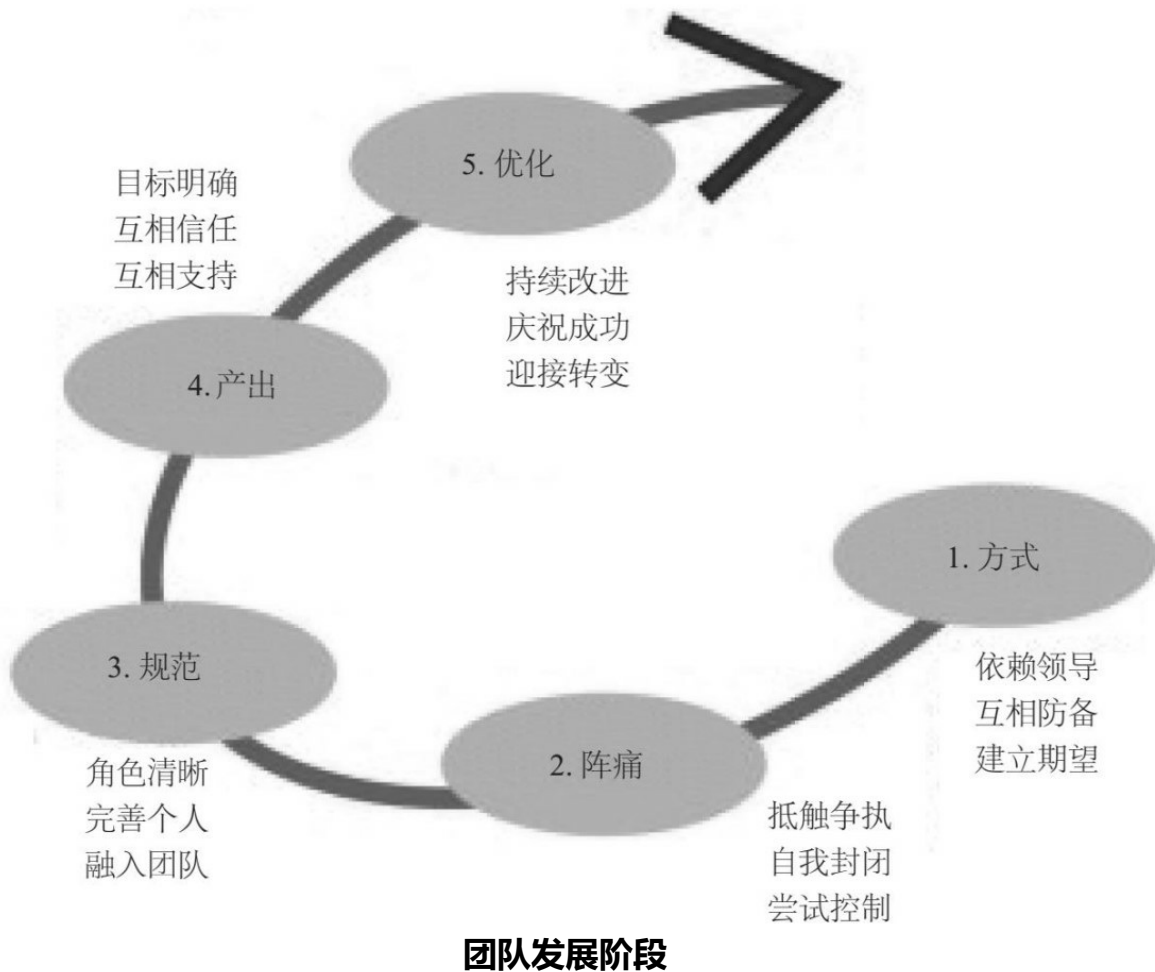 5. 优化
目标明确
互相信任
互相支持
持续改进
庆祝成功
迎接转变
4.产出
1. 方式
依赖领导
互相防备
建立期望
3. 规范
角色清晰
完善个人
融入团队
2. 阵痛
抵触争执
自我封闭
尝试控制
团队发展阶段